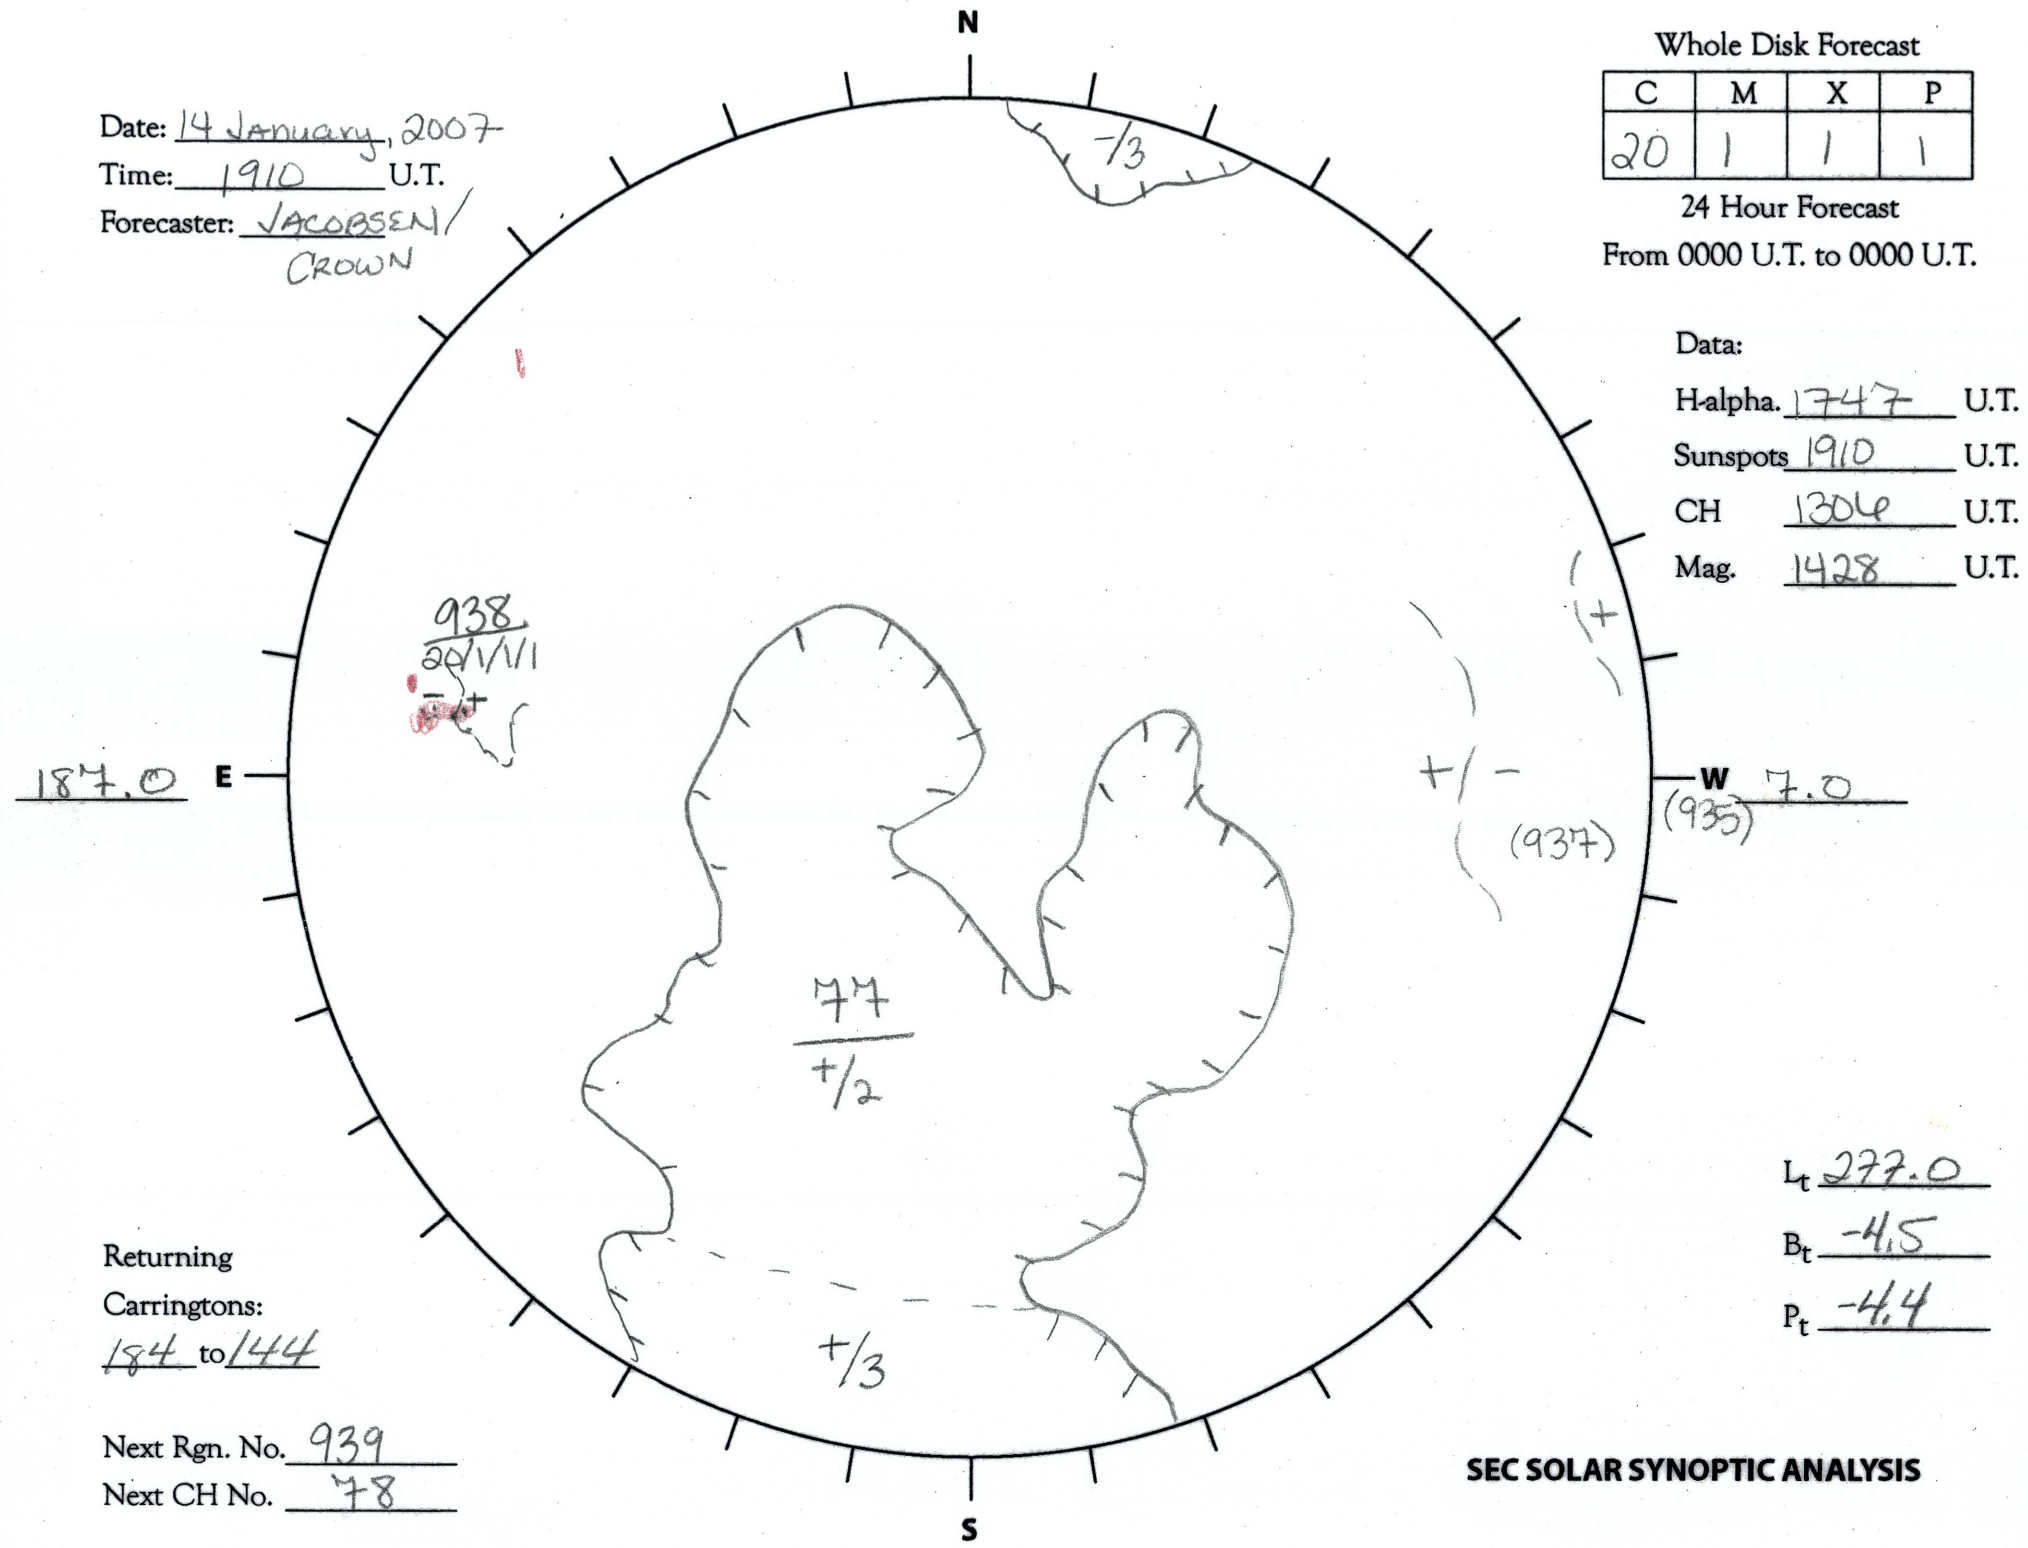 N
Whole Disk Forecast
C M X P
20 1 1 1
24 Hour Forecast
From 0000 U.T. to 0000 U.T.
Date: 14 January, 2007
Time: 1910 U.T.
Forecaster: JACOBSEN/
CROWN
-/3
Data:
H-alpha. 1747 U.T.
Sunspots 1910 U.T.
CH 1306 U.T.
Mag. 1428 U.T.
938
20/1/1/1
- +
+
187.0 E
+ -
W 7.0
(935)
(937)
77
+/2
+/3
Lt 277.0
Bt -4.5
Pt -4.4
Returning
Carringtons:
184 to 144
Next Rgn. No. 939
Next CH No. 78
SEC SOLAR SYNOPTIC ANALYSIS
S